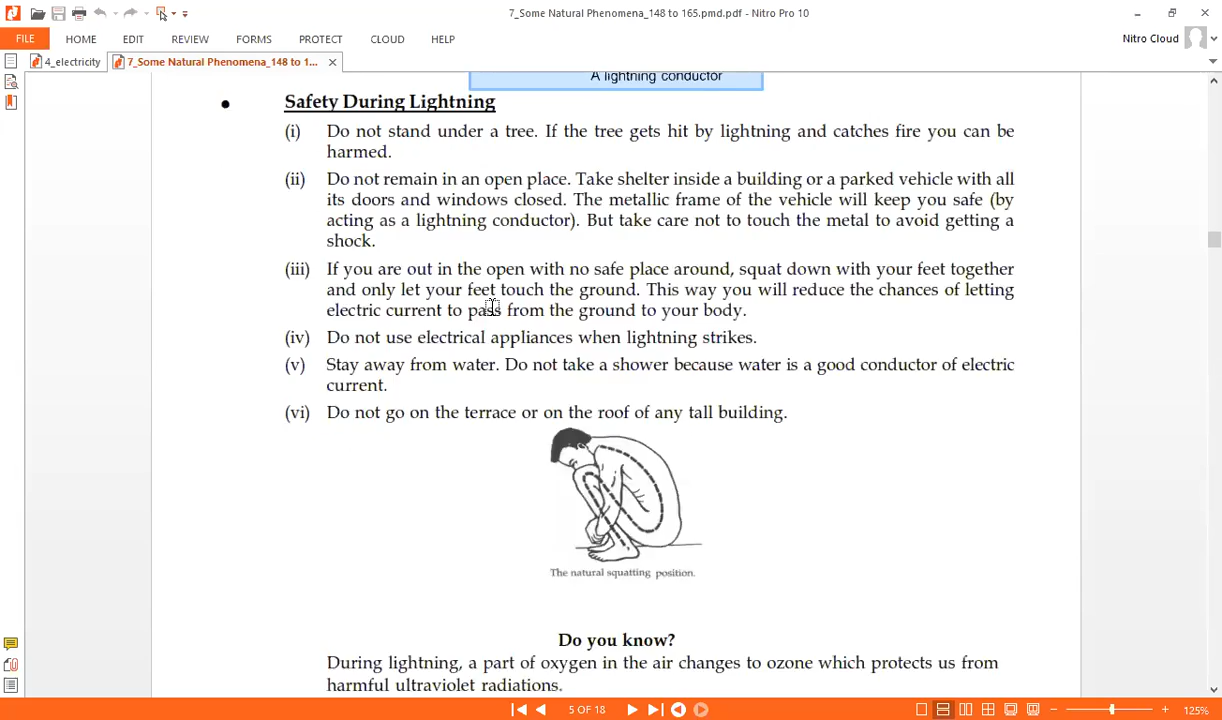 7_Some Natural Phenomena_148 to 165.pmd.pdf - Nitro Pro 10
FILE HOME EDIT REVIEW FORMS PROTECT CLOUD HELP Nitro Cloud
4_electricity 7_Some Natural Phenomena_148 to 1...
A lightning conductor
● Safety During Lightning
(i) Do not stand under a tree. If the tree gets hit by lightning and catches fire you can be
harmed.
(ii) Do not remain in an open place. Take shelter inside a building or a parked vehicle with all
its doors and windows closed. The metallic frame of the vehicle will keep you safe (by
acting as a lightning conductor). But take care not to touch the metal to avoid getting a
shock.
(iii) If you are out in the open with no safe place around, squat down with your feet together
and only let your feet touch the ground. This way you will reduce the chances of letting
electric current to pass from the ground to your body.
(iv) Do not use electrical appliances when lightning strikes.
(v) Stay away from water. Do not take a shower because water is a good conductor of electric
current.
(vi) Do not go on the terrace or on the roof of any tall building.
The natural squatting position.
Do you know?
During lightning, a part of oxygen in the air changes to ozone which protects us from
harmful ultraviolet radiations.
5 OF 18
125%